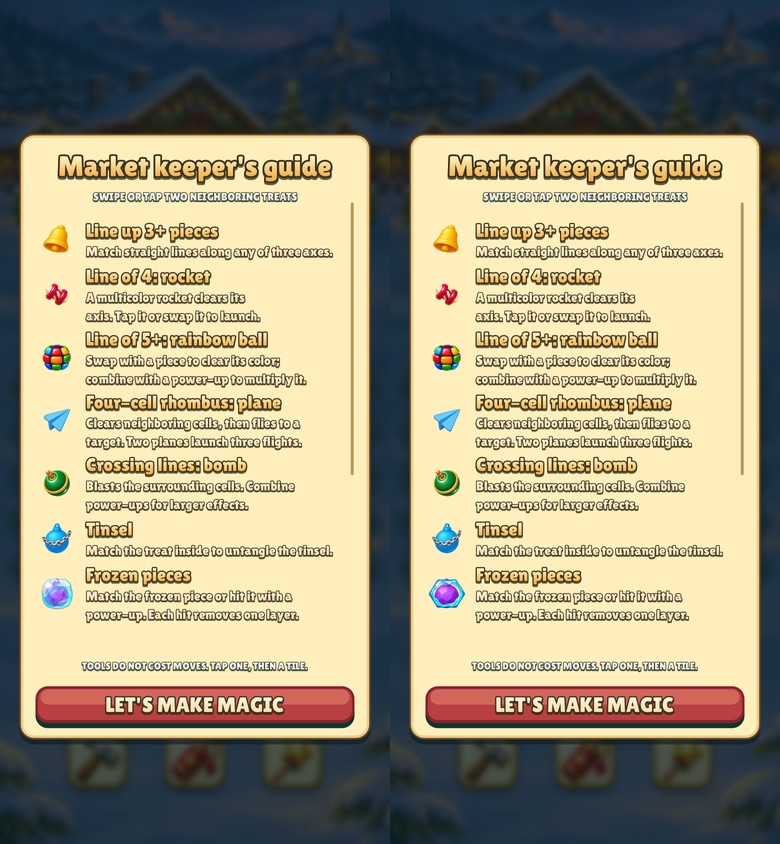 Market keeper's guide
SWIPE OR TAP TWO NEIGHBORING TREATS
Line up 3+ pieces
Match straight lines along any of three axes.
Line of 4: rocket
A multicolor rocket clears its
axis. Tap it or swap it to launch.
Line of 5+: rainbow ball
Swap with a piece to clear its color;
combine with a power-up to multiply it.
Four-cell rhombus: plane
Clears neighboring cells, then flies to a
target. Two planes launch three flights.
Crossing lines: bomb
Blasts the surrounding cells. Combine
power-ups for larger effects.
Tinsel
Match the treat inside to untangle the tinsel.
Frozen pieces
Match the frozen piece or hit it with a
power-up. Each hit removes one layer.
TOOLS DO NOT COST MOVES. TAP ONE, THEN A TILE.
LET'S MAKE MAGIC
Market keeper's guide
SWIPE OR TAP TWO NEIGHBORING TREATS
Line up 3+ pieces
Match straight lines along any of three axes.
Line of 4: rocket
A multicolor rocket clears its
axis. Tap it or swap it to launch.
Line of 5+: rainbow ball
Swap with a piece to clear its color;
combine with a power-up to multiply it.
Four-cell rhombus: plane
Clears neighboring cells, then flies to a
target. Two planes launch three flights.
Crossing lines: bomb
Blasts the surrounding cells. Combine
power-ups for larger effects.
Tinsel
Match the treat inside to untangle the tinsel.
Frozen pieces
Match the frozen piece or hit it with a
power-up. Each hit removes one layer.
TOOLS DO NOT COST MOVES. TAP ONE, THEN A TILE.
LET'S MAKE MAGIC